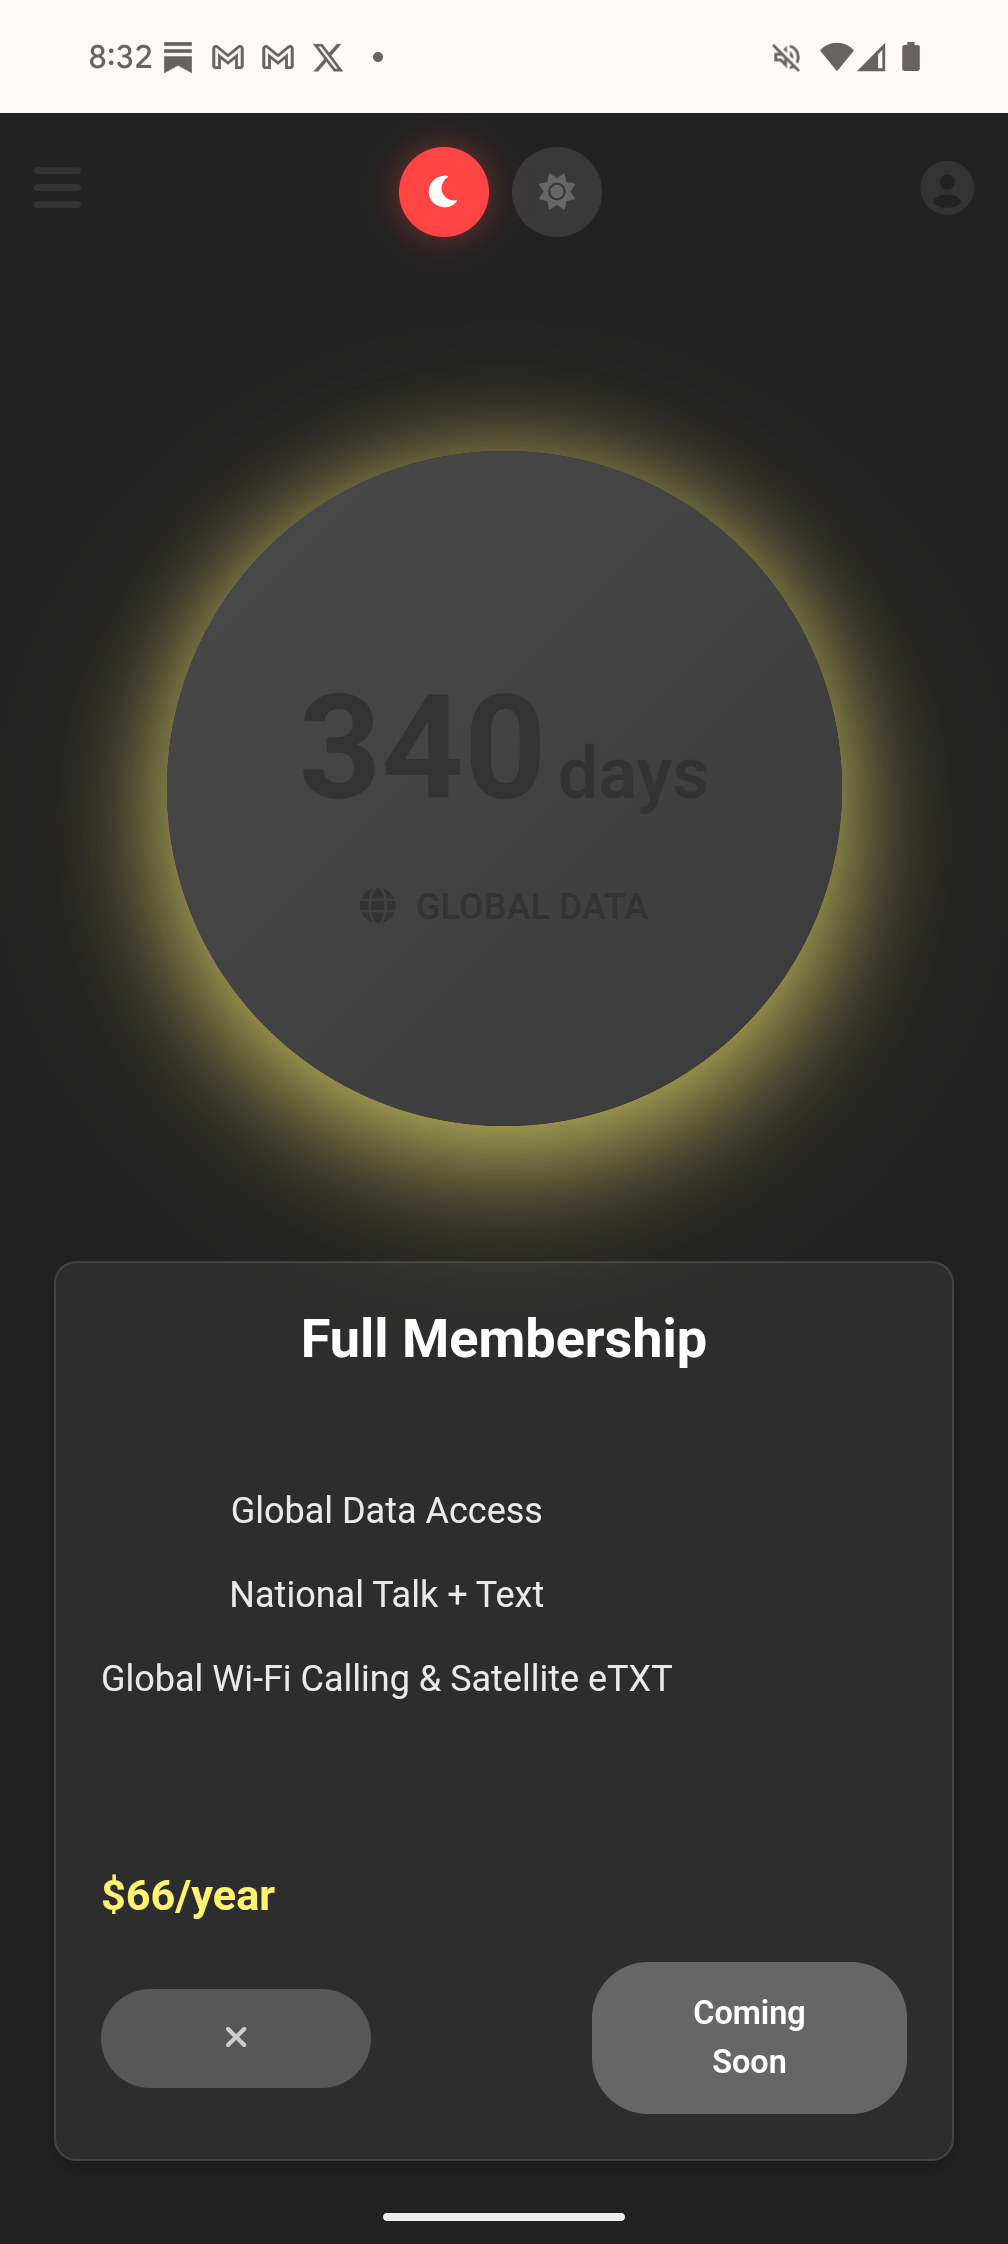 8:32
340 days
GLOBAL DATA
Full Membership
Global Data Access
National Talk + Text
Global Wi-Fi Calling & Satellite eTXT
$66/year
Coming
Soon